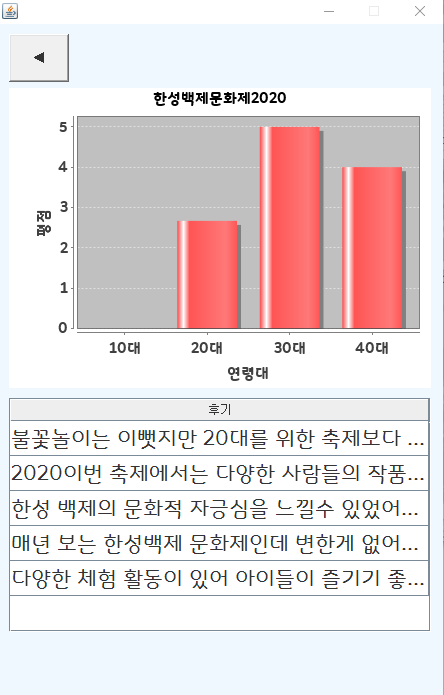 ◀
한성백제문화제2020
평점
5
4
3
2
1
0
10대 20대 30대 40대
연령대
후기
불꽃놀이는 이뻤지만 20대를 위한 축제보다 ...
2020이번 축제에서는 다양한 사람들의 작품...
한성 백제의 문화적 자긍심을 느낄수 있었어...
매년 보는 한성백제 문화제인데 변한게 없어...
다양한 체험 활동이 있어 아이들이 즐기기 좋...